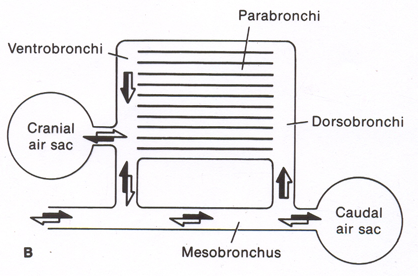 Parabronchi
Ventrobronchi
Cranial
air sac
Dorsobronchi
Caudal
air sac
B
Mesobronchus